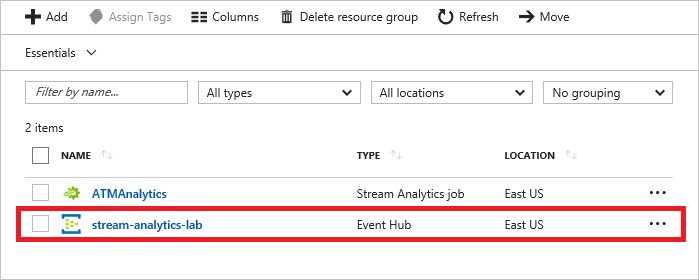 Add Assign Tags Columns Delete resource group Refresh Move
Essentials
Filter by name... All types All locations No grouping
2 items
NAME TYPE LOCATION
ATMAnalytics Stream Analytics job East US ...
stream-analytics-lab Event Hub East US ...